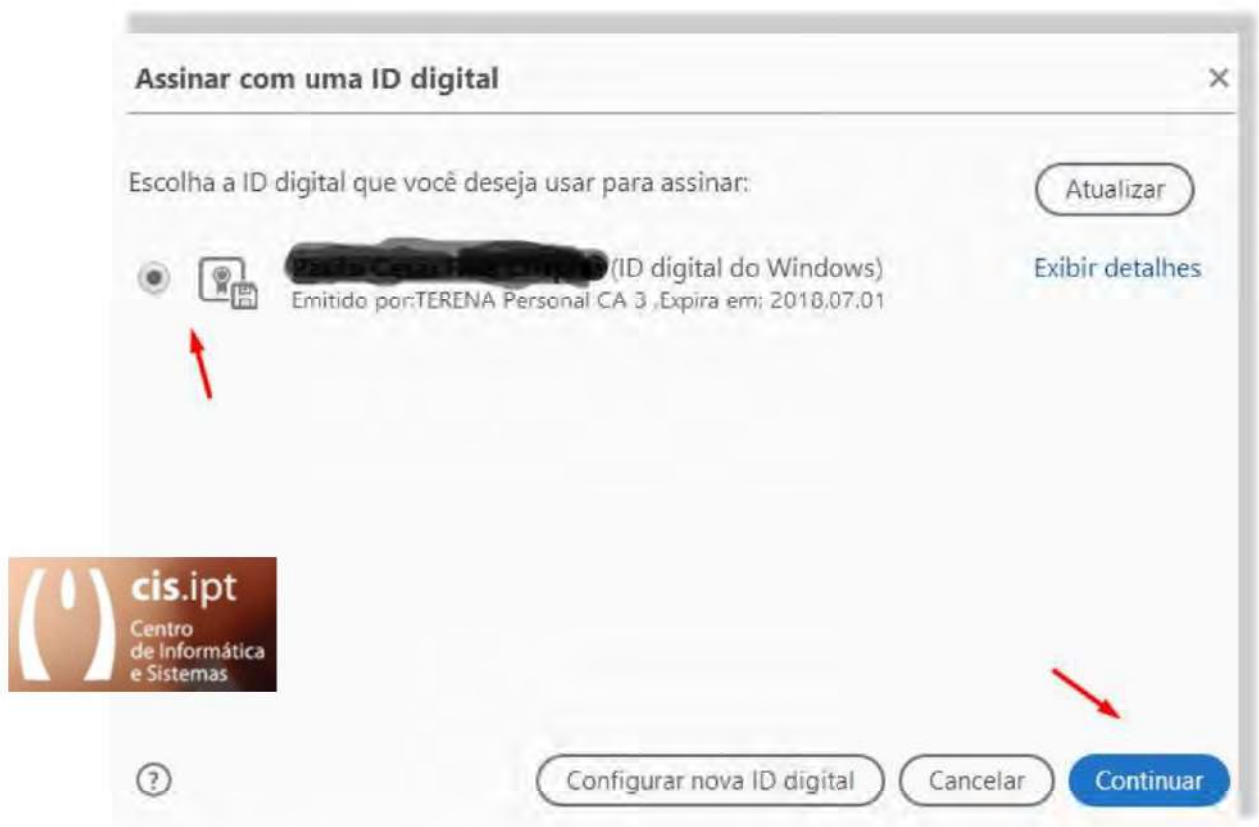 Assinar com uma ID digital
Escolha a ID digital que você deseja usar para assinar:
Atualizar
(ID digital do Windows)
Exibir detalhes
Emitido por:TERENA Personal CA 3 .Expira em: 2018.07.01
cis.ipt
Centro
de Informática
e Sistemas
Configurar nova ID digital
Cancelar
Continuar